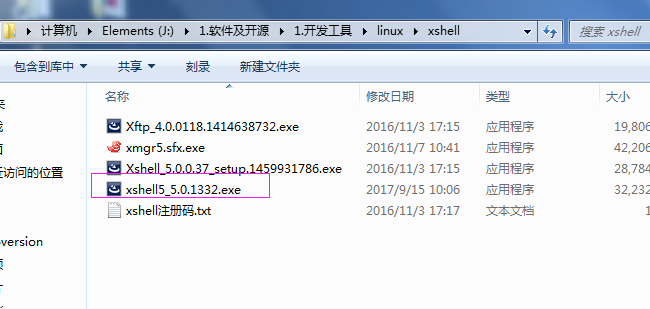 计算机 ▸ Elements (J:) ▸ 1.软件及开源 ▸ 1.开发工具 ▸ linux ▸ xshell
搜索 xshell
包含到库中 共享 刻录 新建文件夹
名称 修改日期 类型 大小
Xftp_4.0.0118.1414638732.exe 2016/11/3 17:15 应用程序 19,806
xmgr5.sfx.exe 2016/11/7 10:41 应用程序 42,206
Xshell_5.0.0.37_setup.1459931786.exe 2016/11/3 17:15 应用程序 28,784
近访问的位置
xshell5_5.0.1332.exe 2017/9/15 10:06 应用程序 32,232
xshell注册码.txt 2016/11/3 17:17 文本文档 1
oversion